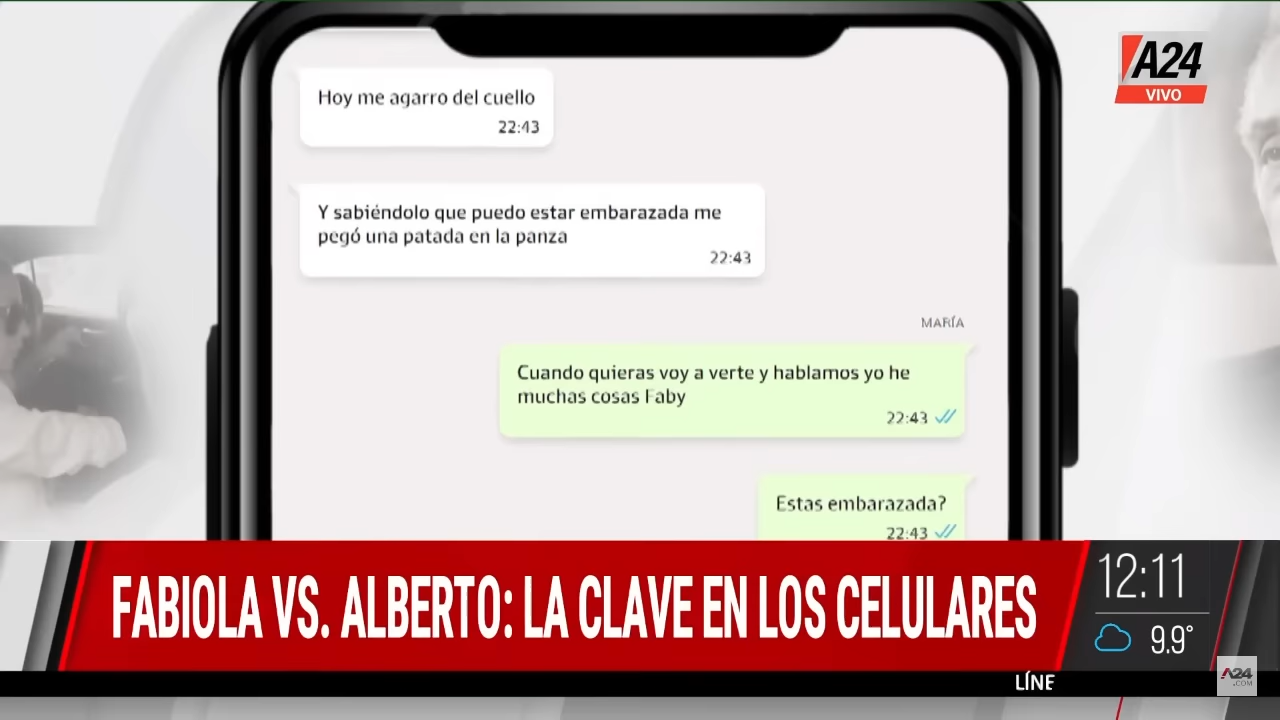 Hoy me agarro del cuello
22:43
Y sabiéndolo que puedo estar embarazada me
pegó una patada en la panza
22:43
MARÍA
Cuando quieras voy a verte y hablamos yo he
muchas cosas Faby
22:43
Estas embarazada?
22:43
A24
VIVO
FABIOLA VS. ALBERTO: LA CLAVE EN LOS CELULARES
12:11
9.9°
LÍNE
A24
.COM